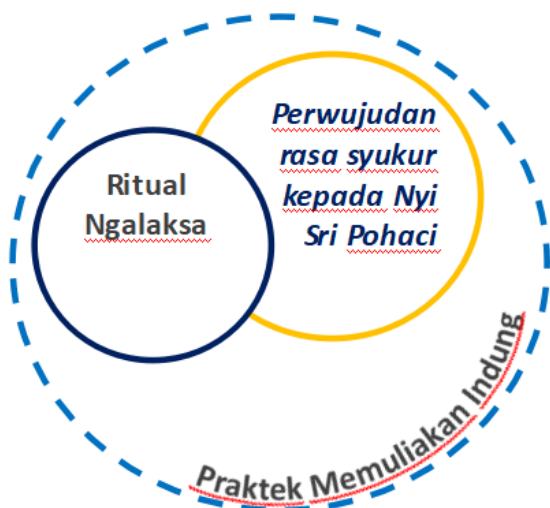 Ritual
Ngalaksa
Perwujudan
rasa syukur
kepada Nyi
Sri Pohaci
Praktek Memuliakan Indung